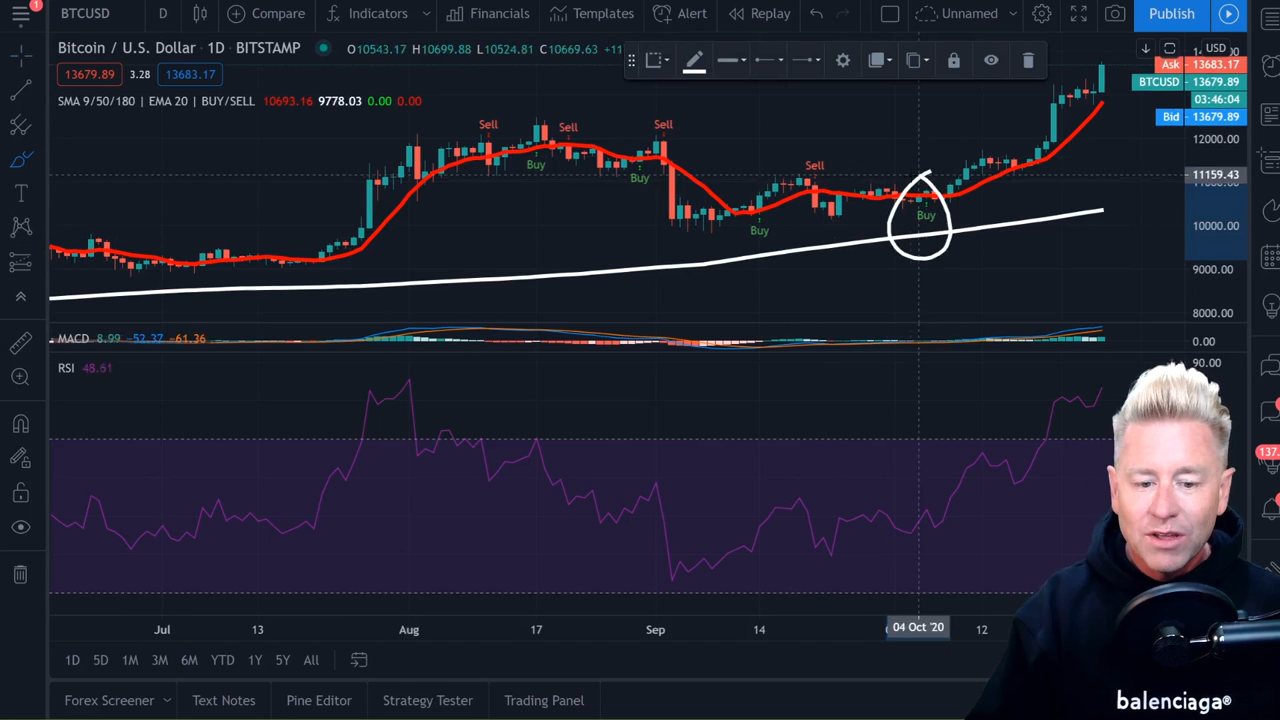 BTCUSD D Compare Indicators Financials Templates Alert Replay Unnamed Publish
Bitcoin / U.S. Dollar · 1D · BITSTAMP O10543.17 H10699.88 L10524.81 C10669.63
13679.89 3.28 13683.17
SMA 9/50/180 | EMA 20 | BUY/SELL 10693.16 9778.03 0.00 0.00
USD
Ask 13683.17
BTCUSD 13679.89
03:46:04
Bid 13679.89
12000.00
11159.43
10000.00
9000.00
8000.00
Sell Sell Sell Sell
Buy Buy Buy Buy
MACD 8.99 -52.37 -61.36
0.00
RSI 48.61
90.00
137.
Jul 13 Aug 17 Sep 14 04 Oct '20 12
1D 5D 1M 3M 6M YTD 1Y 5Y All
Forex Screener Text Notes Pine Editor Strategy Tester Trading Panel
balenciaga®